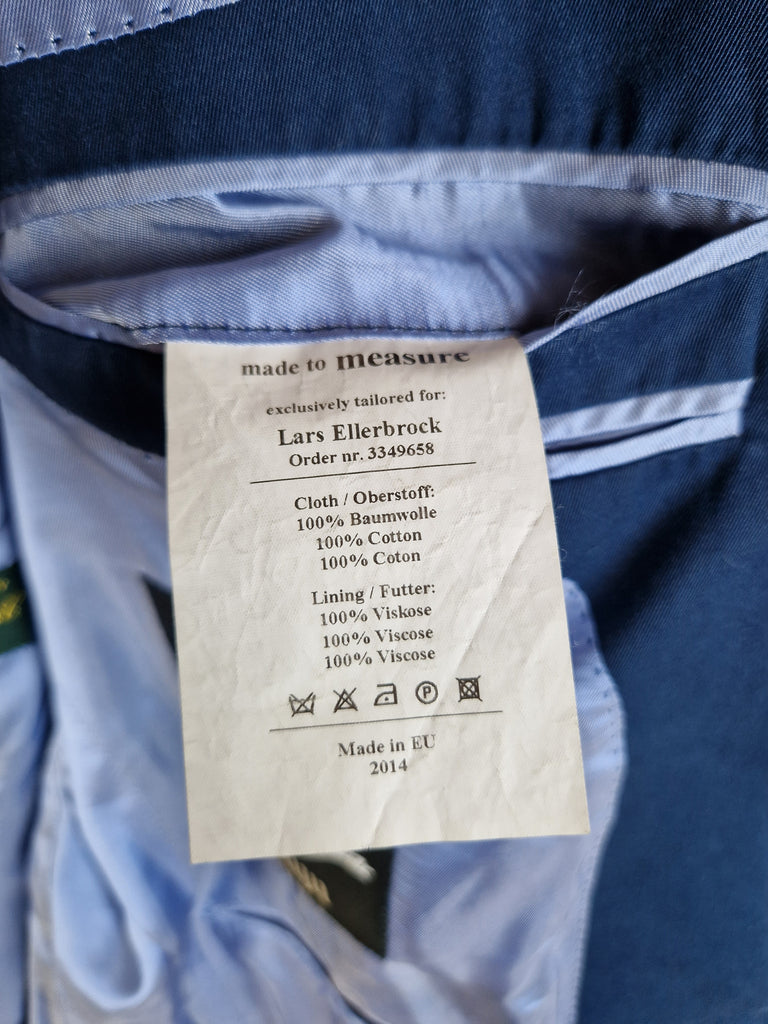 made to measure
exclusively tailored for:
Lars Ellerbrock
Order nr. 3349658
Cloth / Oberstoff:
100% Baumwolle
100% Cotton
100% Coton
Lining / Futter:
100% Viskose
100% Viscose
100% Viscose
P
Made in EU
2014